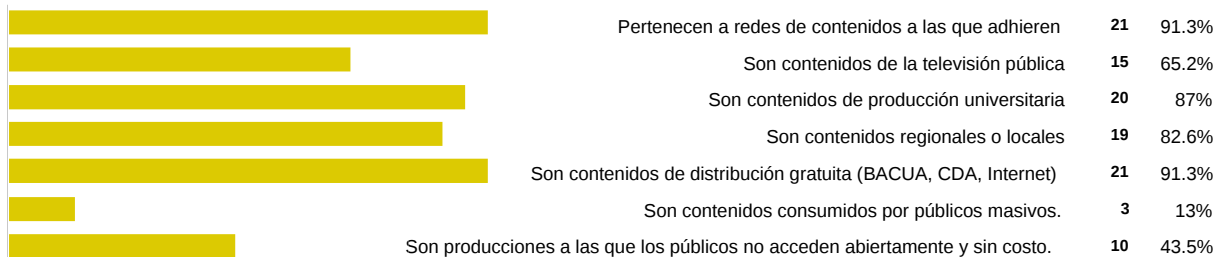 Pertenecen a redes de contenidos a las que adhieren 21 91.3%
Son contenidos de la televisión pública 15 65.2%
Son contenidos de producción universitaria 20 87%
Son contenidos regionales o locales 19 82.6%
Son contenidos de distribución gratuita (BACUA, CDA, Internet) 21 91.3%
Son contenidos consumidos por públicos masivos. 3 13%
Son producciones a las que los públicos no acceden abiertamente y sin costo. 10 43.5%